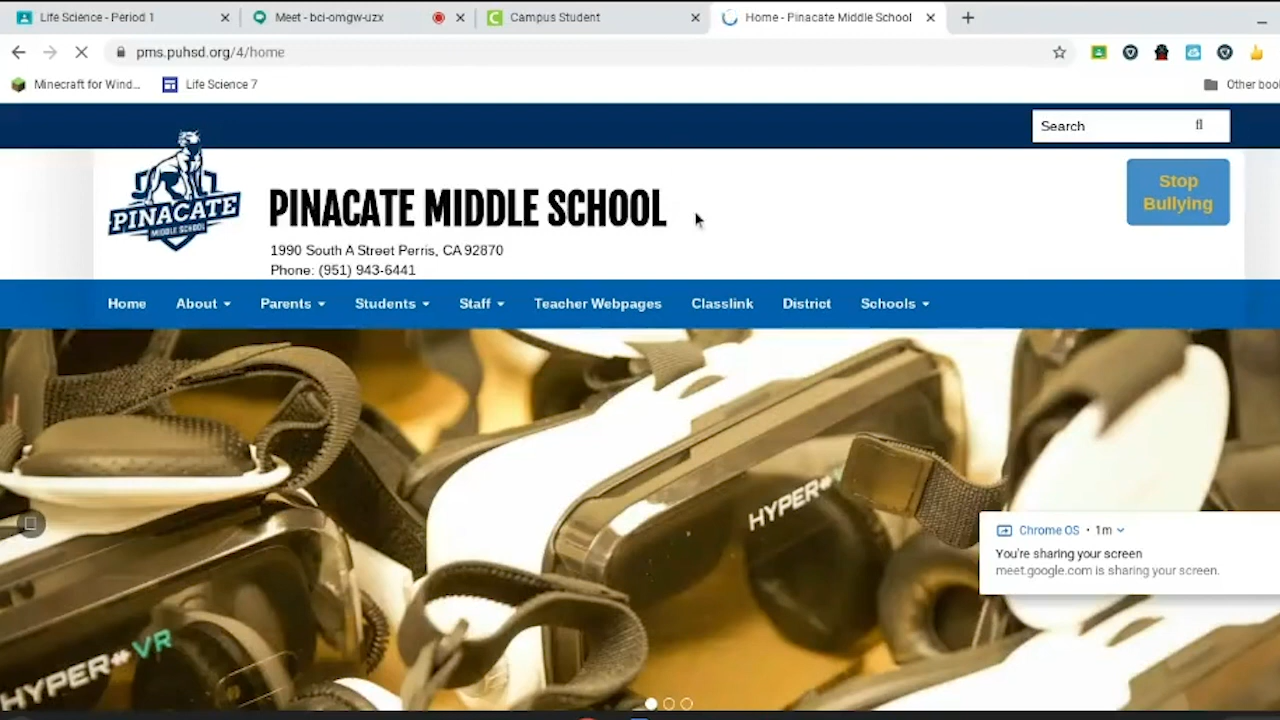 Life Science - Period 1
Meet - bci-omgw-uzx
Campus Student
Home - Pinacate Middle School
pms.puhsd.org/4/home
Minecraft for Wind...
Life Science 7
Other boo
Search
PINACATE
MIDDLE SCHOOL
PINACATE MIDDLE SCHOOL
1990 South A Street Perris, CA 92870
Phone: (951) 943-6441
Stop
Bullying
Home About Parents Students Staff Teacher Webpages Classlink District Schools
HYPER VR
HYPER V
Chrome OS · 1m
You're sharing your screen
meet.google.com is sharing your screen.